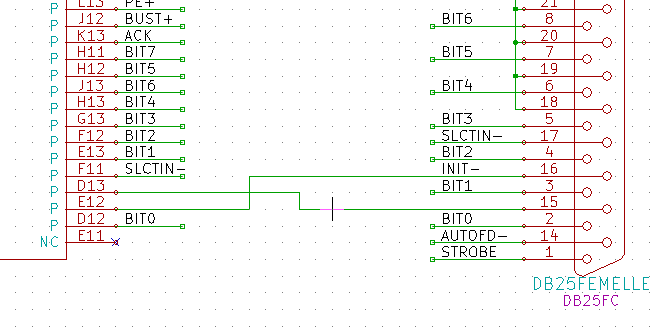 P L13 PE+ 21
P J12 BUST+ BIT6 8
P K13 ACK 20
P H11 BIT7 BIT5 7
P H12 BIT5 19
P J13 BIT6 BIT4 6
P H13 BIT4 18
P G13 BIT3 BIT3 5
P F12 BIT2 SLCTIN- 17
P E13 BIT1 BIT2 4
P F11 SLCTIN- INIT- 16
P D13 BIT1 3
P E12 15
P D12 BIT0 BIT0 2
NC E11 AUTOFD- 14
STROBE 1
DB25FEMELLE
DB25FC